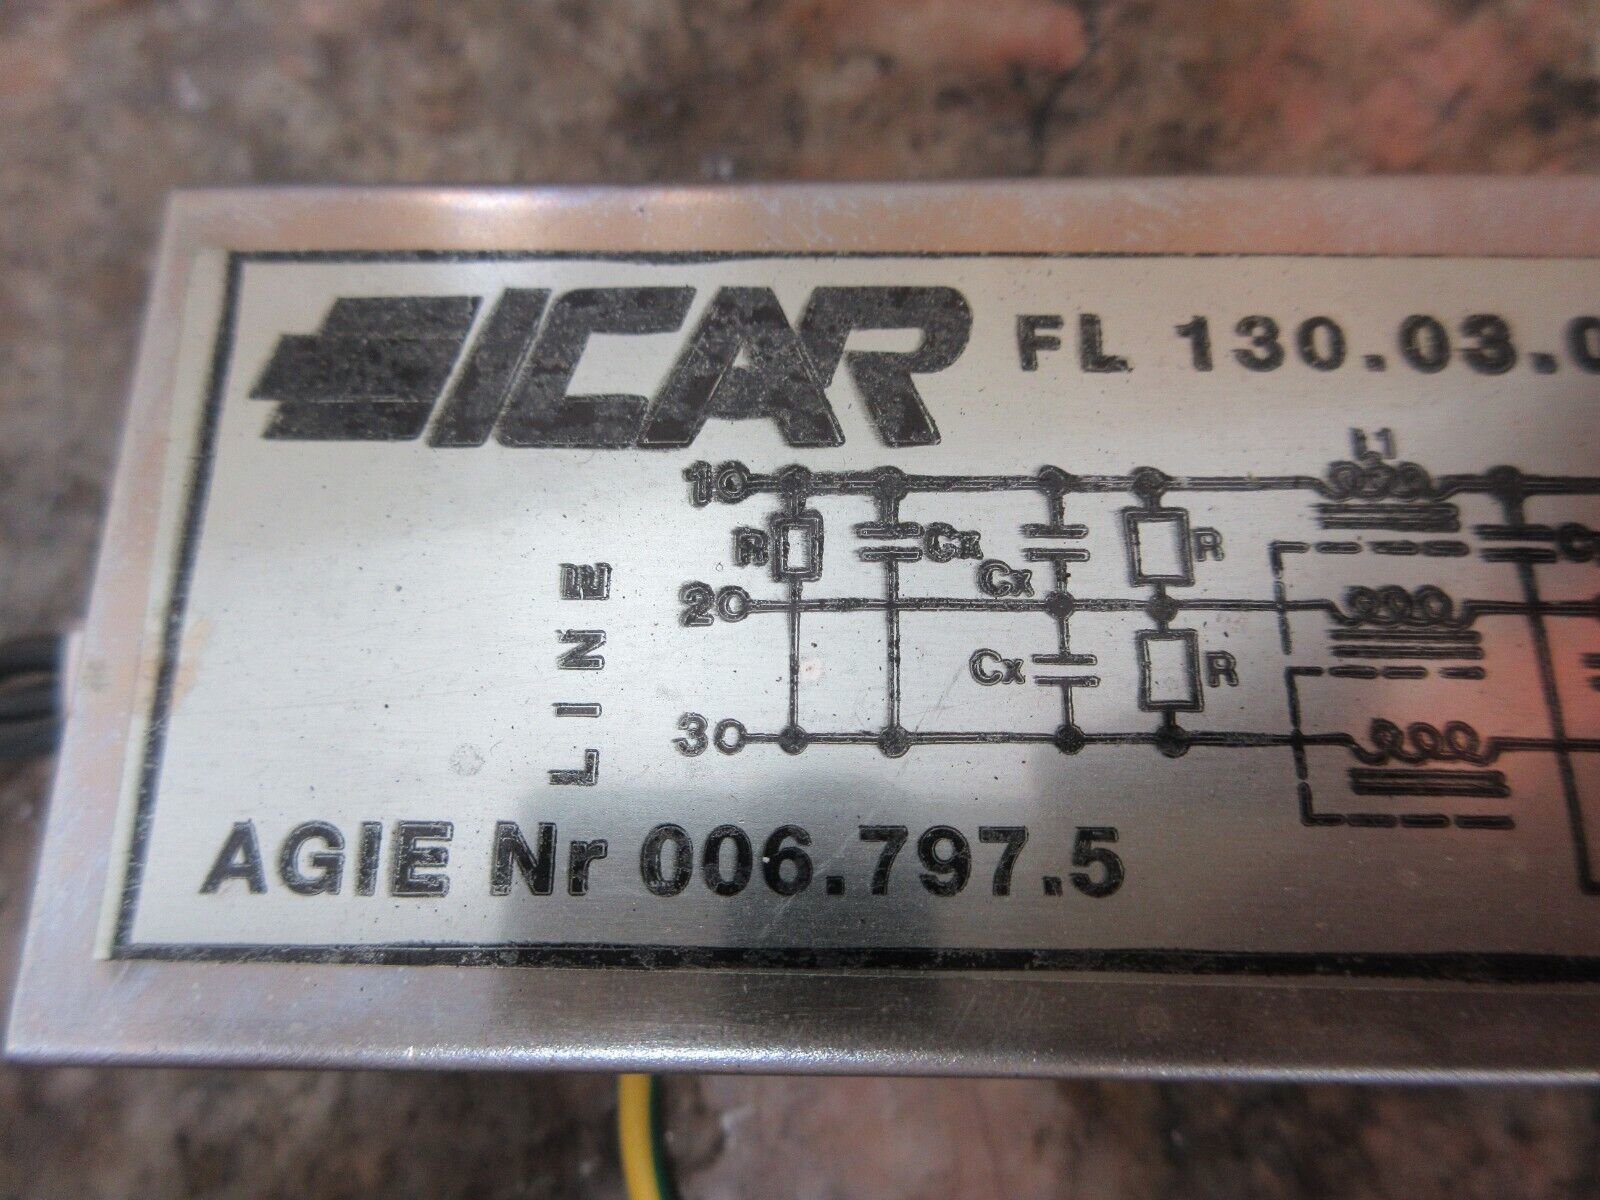 ICAR FL 130.03.0
L1
1
R Cx Cx R
2
Cx R
3
LINE
AGIE Nr 006.797.5